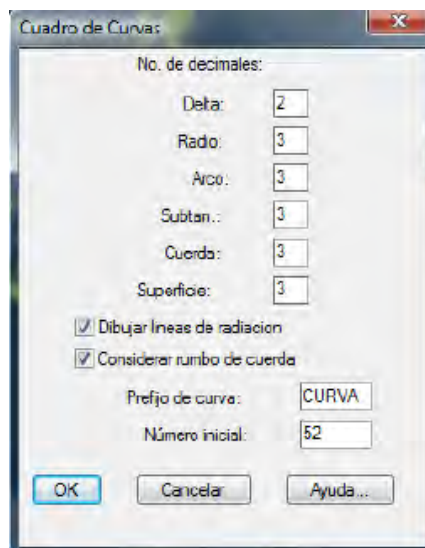 Cuadro de Curvas
No. de decimales:
Delta: 2
Radio: 3
Arco: 3
Subtan.: 3
Cuerda: 3
Superficie: 3
Dibujar lineas de radiacion
Considerar rumbo de cuerda
Prefijo de curva: CURVA
Número inicial: 52
OK Cancelar Ayuda...